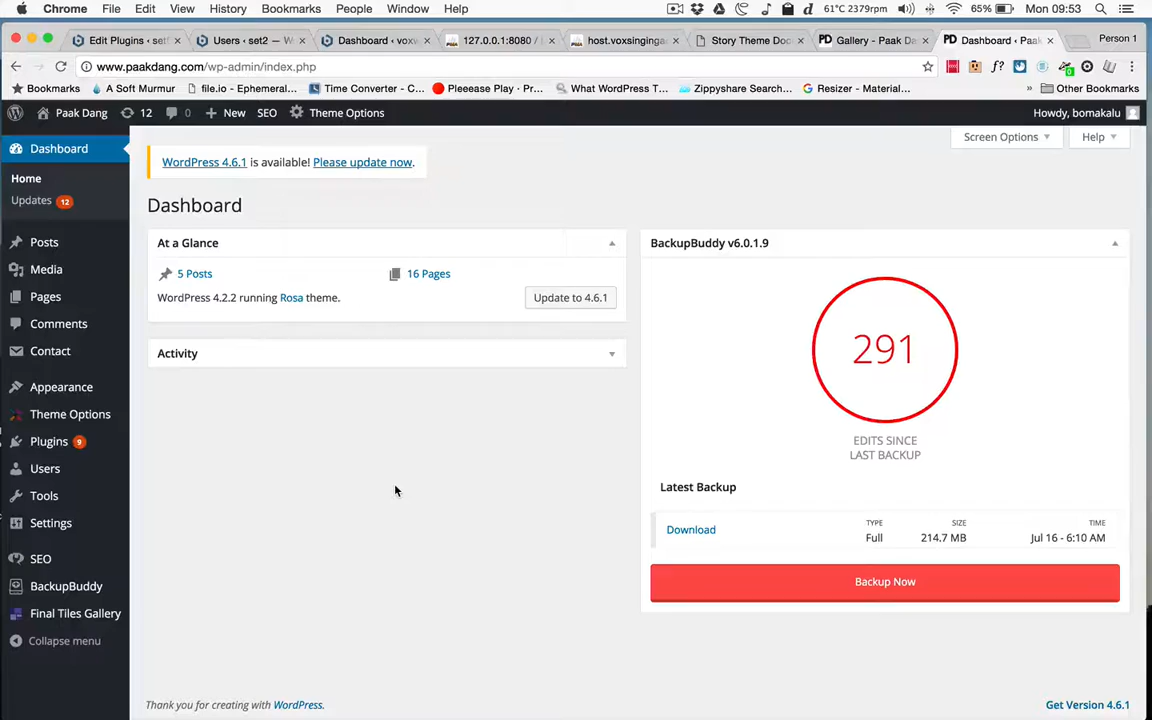 Chrome File Edit View History Bookmarks People Window Help 61°C 2379rpm 65% Mon 09:53
Edit Plugins ‹ set Users ‹ set2 — W Dashboard ‹ voxv 127.0.0.1:8080 / host.voxsinginga Story Theme Doc PD Gallery - Paak Da PD Dashboard ‹ Paak Person 1
www.paakdang.com/wp-admin/index.php
Bookmarks A Soft Murmur file.io - Ephemeral... Time Converter - C... Pleeease Play - Pr... What WordPress T... Zippyshare Search... Resizer - Material... » Other Bookmarks
Paak Dang 12 0 New SEO Theme Options Howdy, bomakalu
Screen Options Help
Dashboard
Home
Updates 12
Posts
Media
Pages
Comments
Contact
Appearance
Theme Options
Plugins 9
Users
Tools
Settings
SEO
BackupBuddy
Final Tiles Gallery
Collapse menu
WordPress 4.6.1 is available! Please update now.
Dashboard
At a Glance
5 Posts 16 Pages
WordPress 4.2.2 running Rosa theme. Update to 4.6.1
Activity
BackupBuddy v6.0.1.9
291
EDITS SINCE
LAST BACKUP
Latest Backup
TYPE SIZE TIME
Download Full 214.7 MB Jul 16 - 6:10 AM
Backup Now
Thank you for creating with WordPress. Get Version 4.6.1